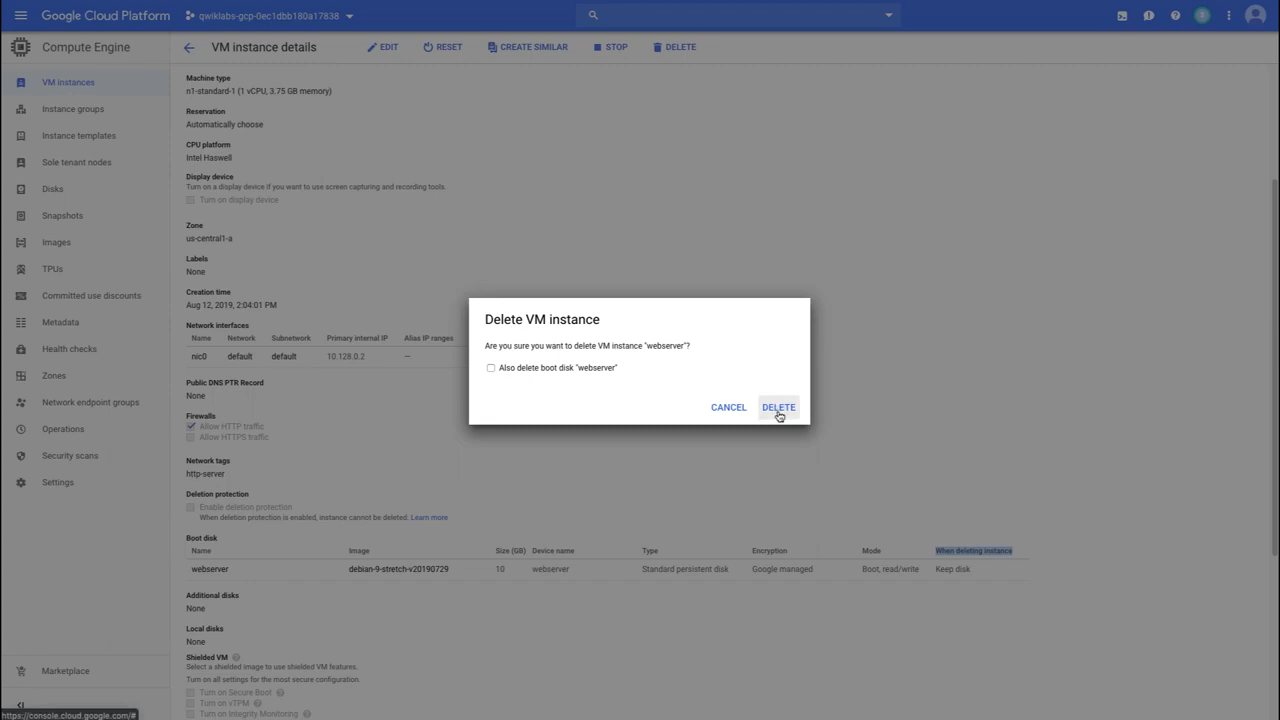 Google Cloud Platform
qwiklabs-gcp-0ec1dbb180a17838
Compute Engine
VM instance details
EDIT
RESET
CREATE SIMILAR
STOP
DELETE
VM instances
Instance groups
Instance templates
Sole tenant nodes
Disks
Snapshots
Images
TPUs
Committed use discounts
Metadata
Health checks
Zones
Network endpoint groups
Operations
Security scans
Settings
Marketplace
https://console.cloud.google.com/#
Machine type
n1-standard-1 (1 vCPU, 3.75 GB memory)
Reservation
Automatically choose
CPU platform
Intel Haswell
Display device
Turn on a display device if you want to use screen capturing and recording tools.
Turn on display device
Zone
us-central1-a
Labels
None
Creation time
Aug 12, 2019, 2:04:01 PM
Network interfaces
Name Network Subnetwork Primary internal IP Alias IP ranges
nic0 default default 10.128.0.2 —
Public DNS PTR Record
None
Firewalls
Allow HTTP traffic
Allow HTTPS traffic
Network tags
http-server
Deletion protection
Enable deletion protection
When deletion protection is enabled, instance cannot be deleted. Learn more
Boot disk
Name Image Size (GB) Device name Type Encryption Mode When deleting instance
webserver debian-9-stretch-v20190729 10 webserver Standard persistent disk Google managed Boot, read/write Keep disk
Additional disks
None
Local disks
None
Shielded VM
Select a shielded image to use shielded VM features.
Turn on all settings for the most secure configuration.
Turn on Secure Boot
Turn on vTPM
Turn on Integrity Monitoring
Delete VM instance
Are you sure you want to delete VM instance "webserver"?
Also delete boot disk "webserver"
CANCEL
DELETE